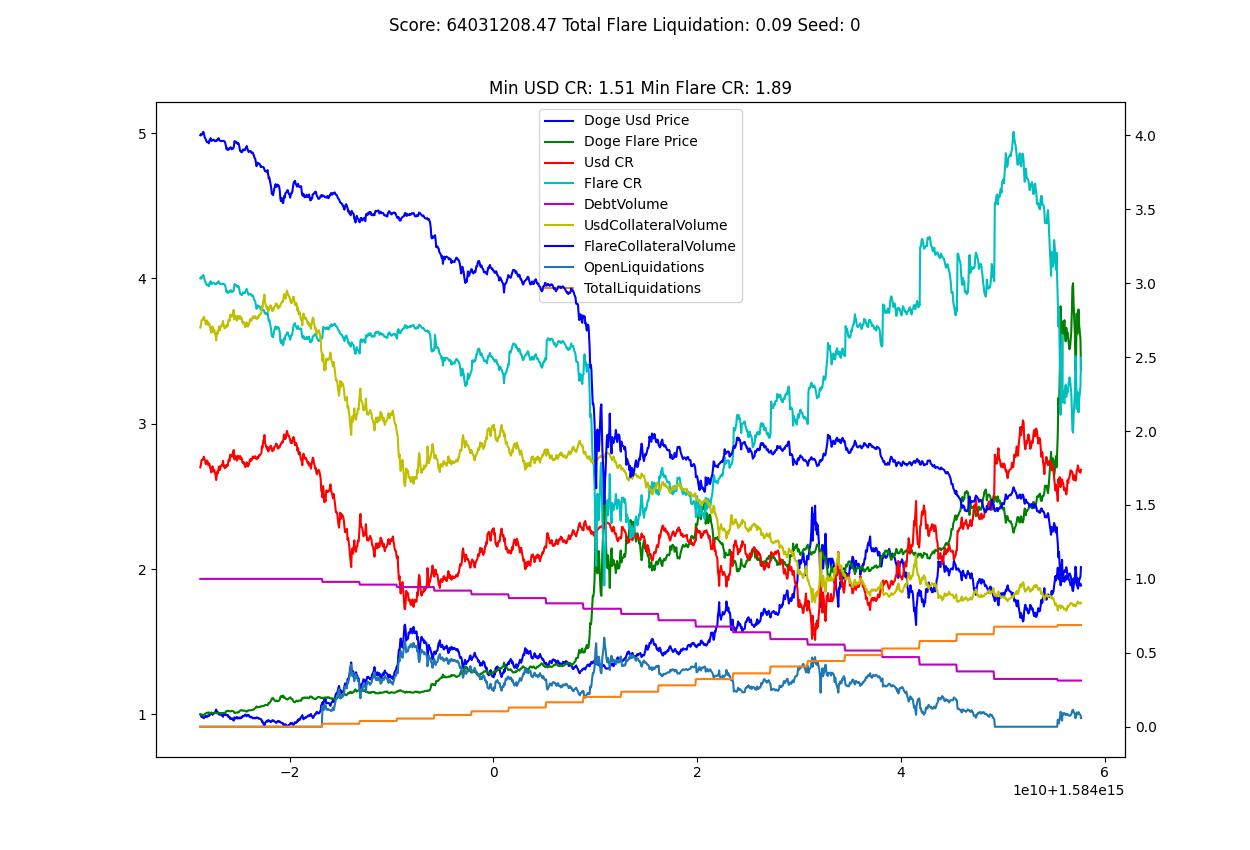 Score: 64031208.47 Total Flare Liquidation: 0.09 Seed: 0
Min USD CR: 1.51 Min Flare CR: 1.89
Doge Usd Price
Doge Flare Price
Usd CR
Flare CR
DebtVolume
UsdCollateralVolume
FlareCollateralVolume
OpenLiquidations
TotalLiquidations
5
4
3
2
1
4.0
3.5
3.0
2.5
2.0
1.5
1.0
0.5
0.0
−2
0
2
4
6
1e10+1.584e15